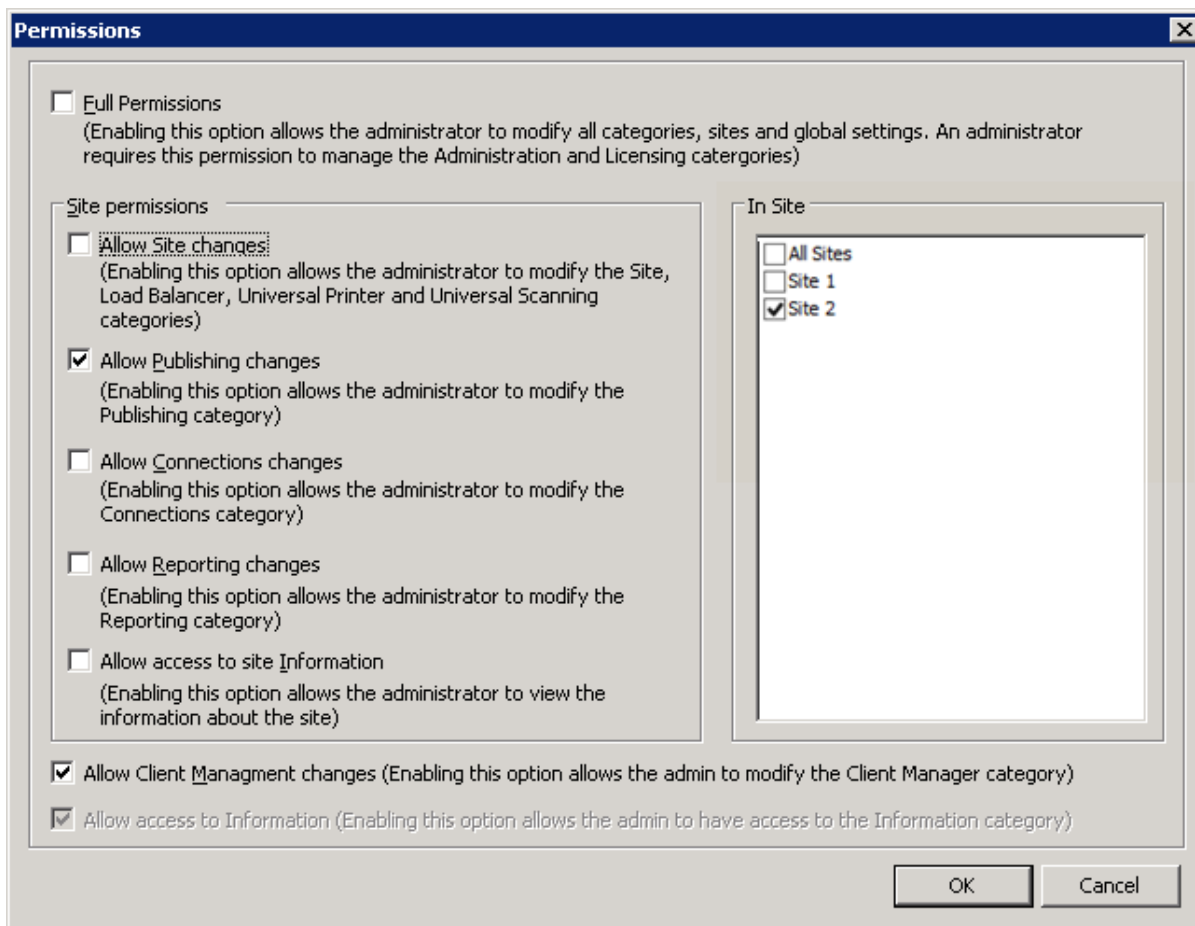 Permissions
Full Permissions
(Enabling this option allows the administrator to modify all categories, sites and global settings. An administrator
requires this permission to manage the Administration and Licensing catergories)
Site permissions
Allow Site changes
(Enabling this option allows the administrator to modify the Site,
Load Balancer, Universal Printer and Universal Scanning
categories)
Allow Publishing changes
(Enabling this option allows the administrator to modify the
Publishing category)
Allow Connections changes
(Enabling this option allows the administrator to modify the
Connections category)
Allow Reporting changes
(Enabling this option allows the administrator to modify the
Reporting category)
Allow access to site Information
(Enabling this option allows the administrator to view the
information about the site)
In Site
All Sites
Site 1
Site 2
Allow Client Managment changes (Enabling this option allows the admin to modify the Client Manager category)
Allow access to Information (Enabling this option allows the admin to have access to the Information category)
OK
Cancel